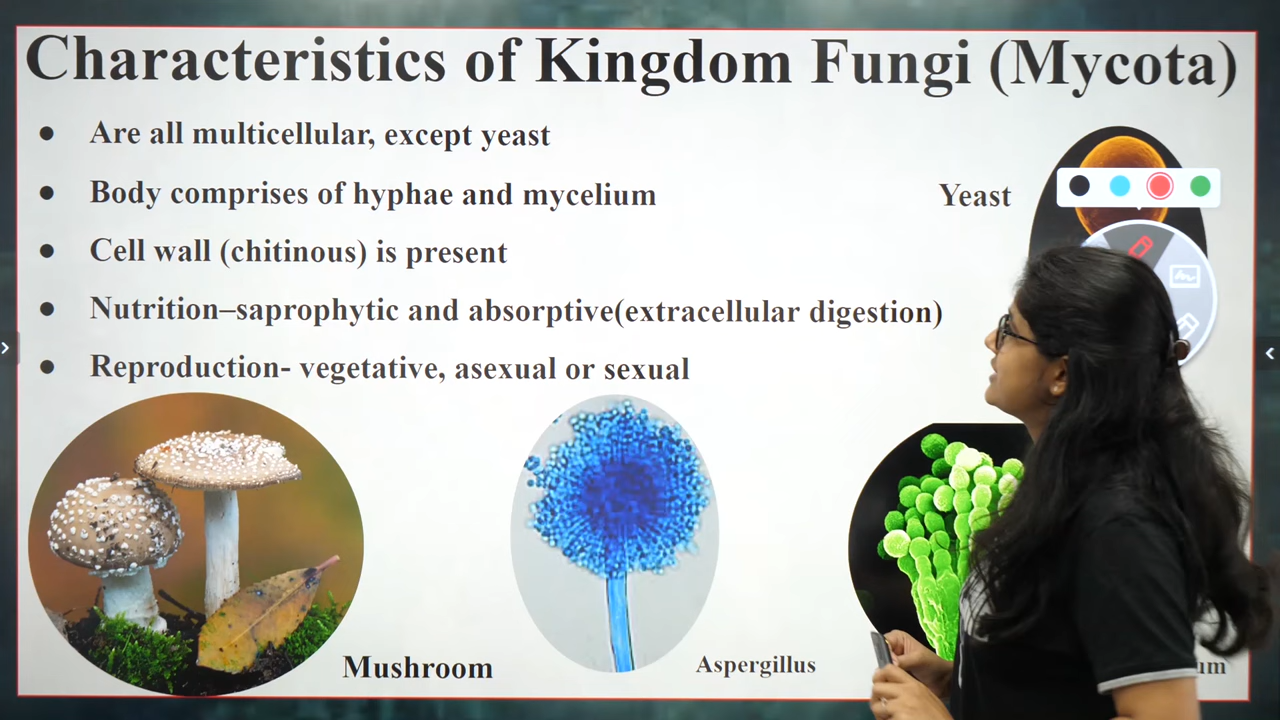 Characteristics of Kingdom Fungi (Mycota)
● Are all multicellular, except yeast
● Body comprises of hyphae and mycelium
● Cell wall (chitinous) is present
● Nutrition–saprophytic and absorptive(extracellular digestion)
● Reproduction- vegetative, asexual or sexual
Yeast
Mushroom
Aspergillus